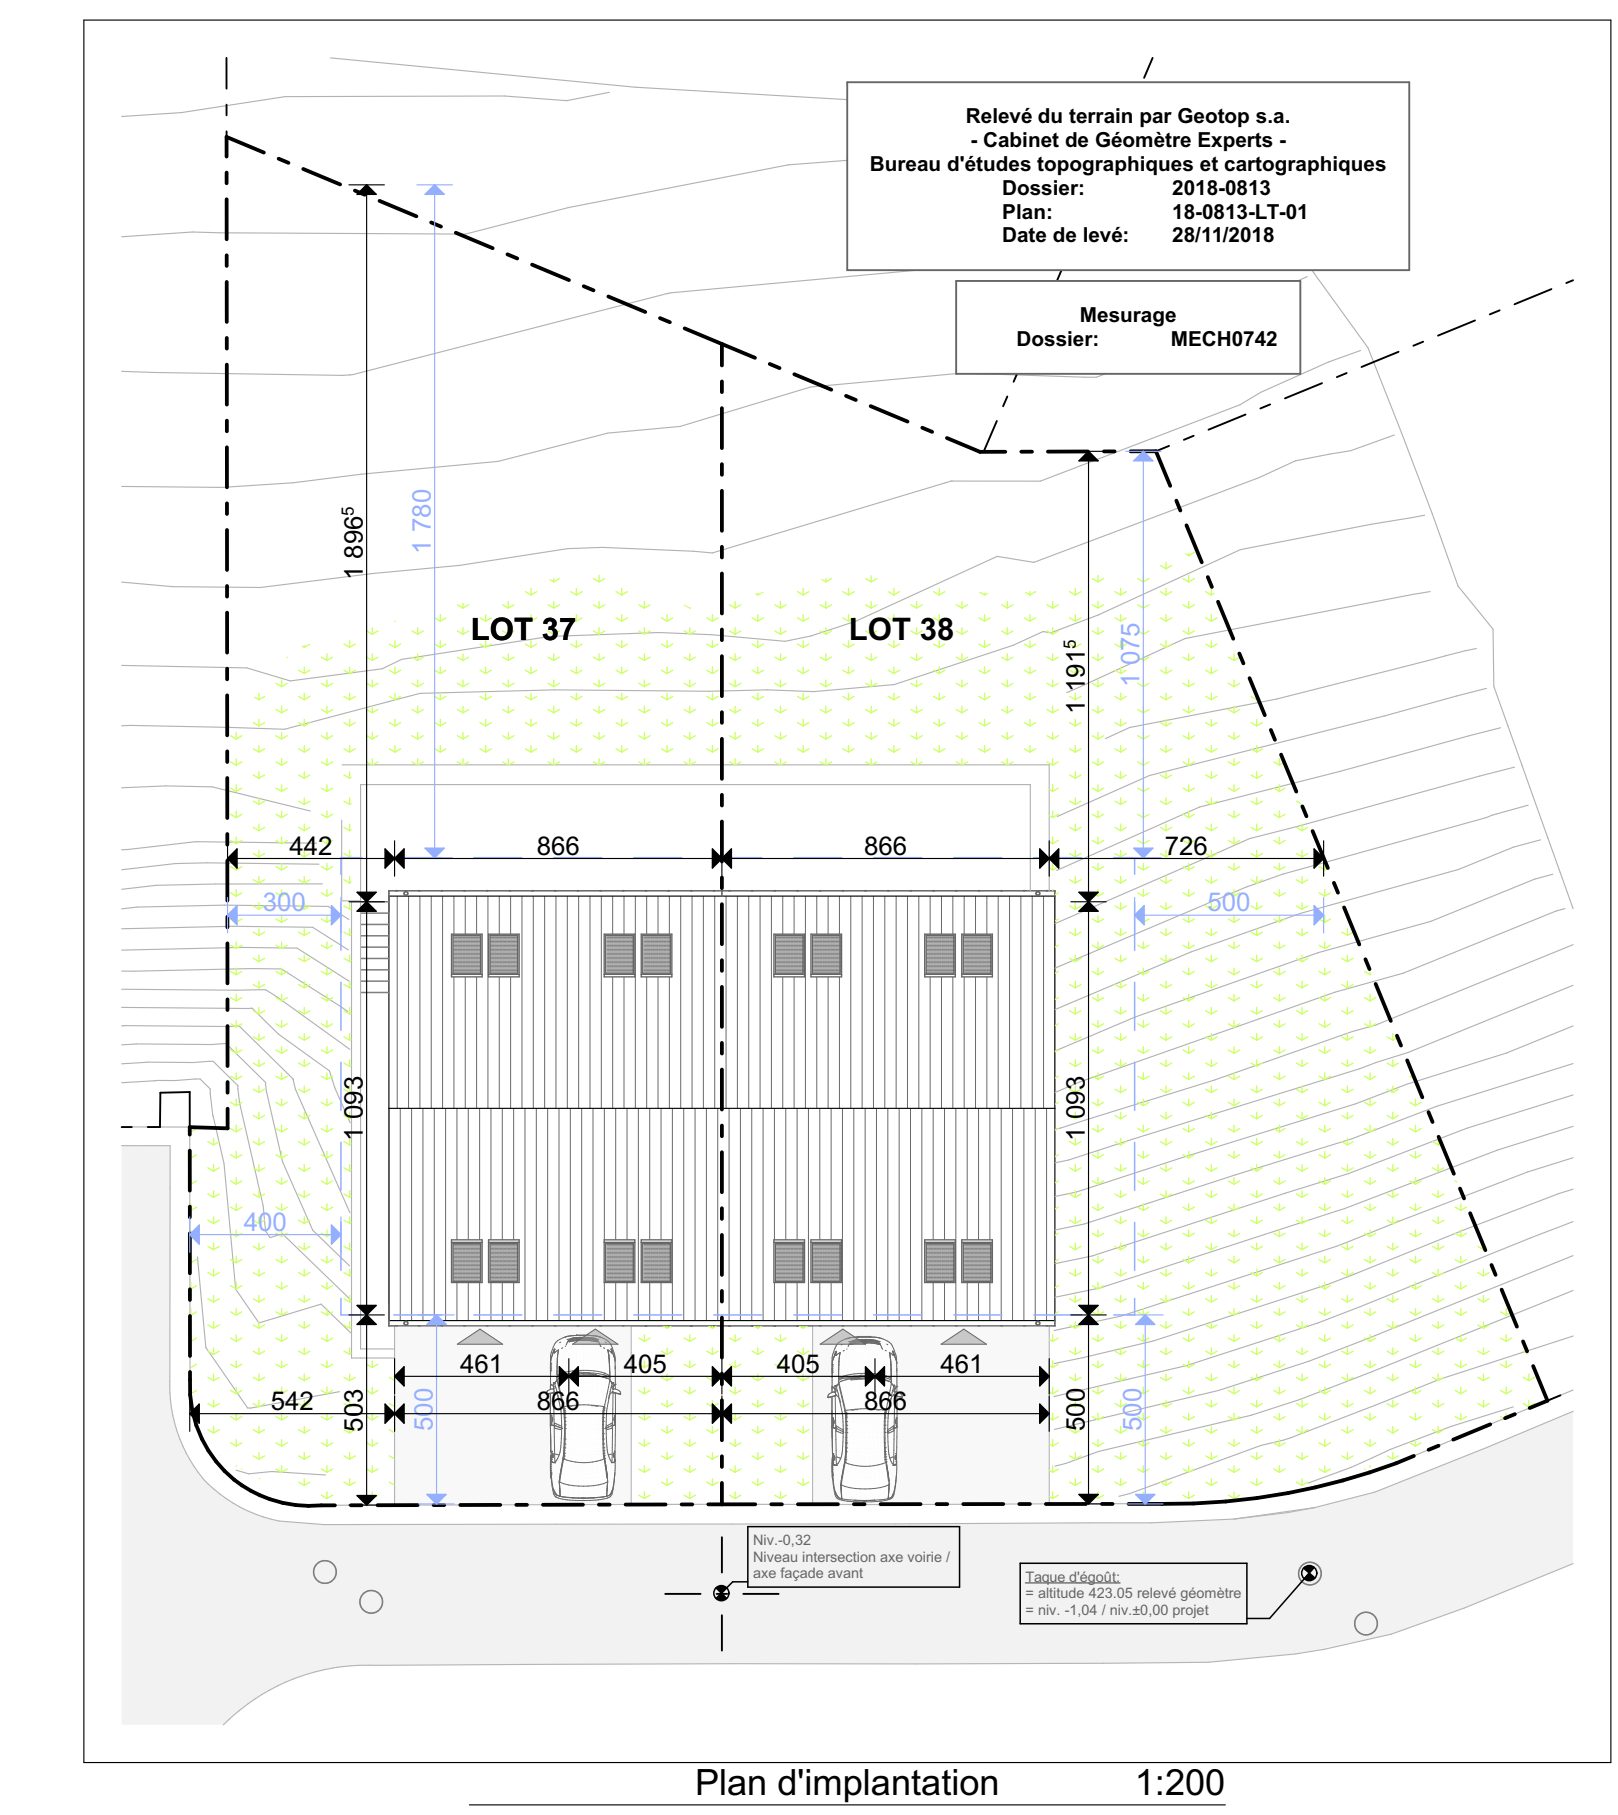 Relevé du terrain par Geotop s.a.
- Cabinet de Géomètre Experts -
Bureau d'études topographiques et cartographiques
Dossier: 2018-0813
Plan: 18-0813-LT-01
Date de levé: 28/11/2018
Mesurage
Dossier: MECH0742
1 896⁵
1 780
LOT 37
LOT 38
1 191⁵
1 075
442
866
866
726
300
500
1 093
1 093
400
461
405
405
461
542
503
500
866
866
500
500
Niv.-0,32
Niveau intersection axe voirie /
axe façade avant
Taque d'égoût:
= altitude 423.05 relevé géomètre
= niv. -1,04 / niv.±0,00 projet
Plan d'implantation 1:200